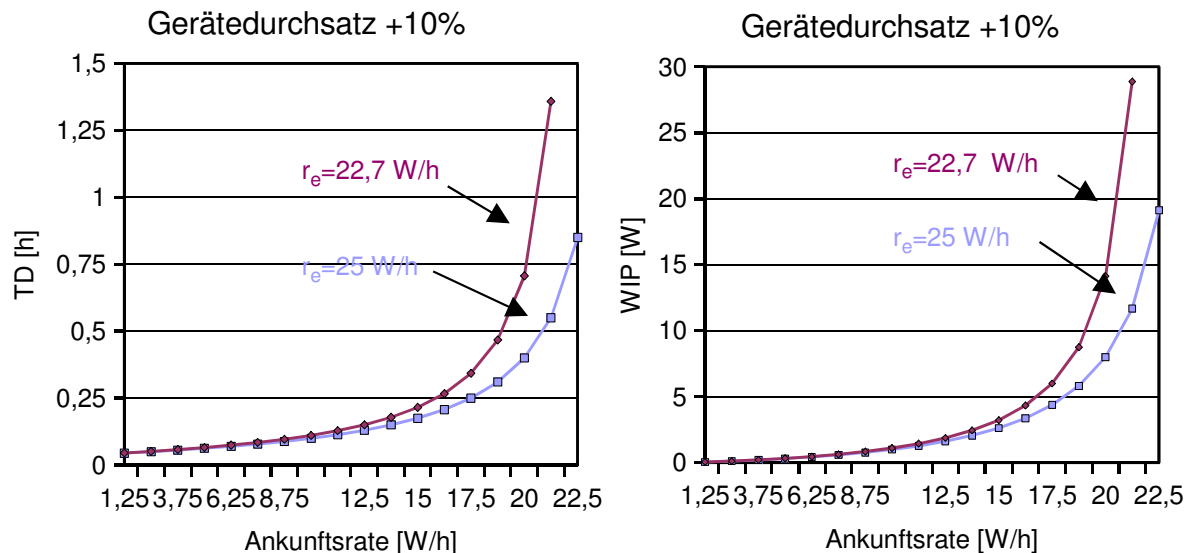 Gerätedurchsatz +10%
1,5
1,25
1
0,75
0,5
0,25
0
TD [h]
r_e=22,7 W/h
r_e=25 W/h
1,25 3,75 6,25 8,75 12,5 15 17,5 20 22,5
Ankunftsrate [W/h]
Gerätedurchsatz +10%
30
25
20
15
10
5
0
WIP [W]
r_e=22,7 W/h
r_e=25 W/h
1,25 3,75 6,25 8,75 12,5 15 17,5 20 22,5
Ankunftsrate [W/h]